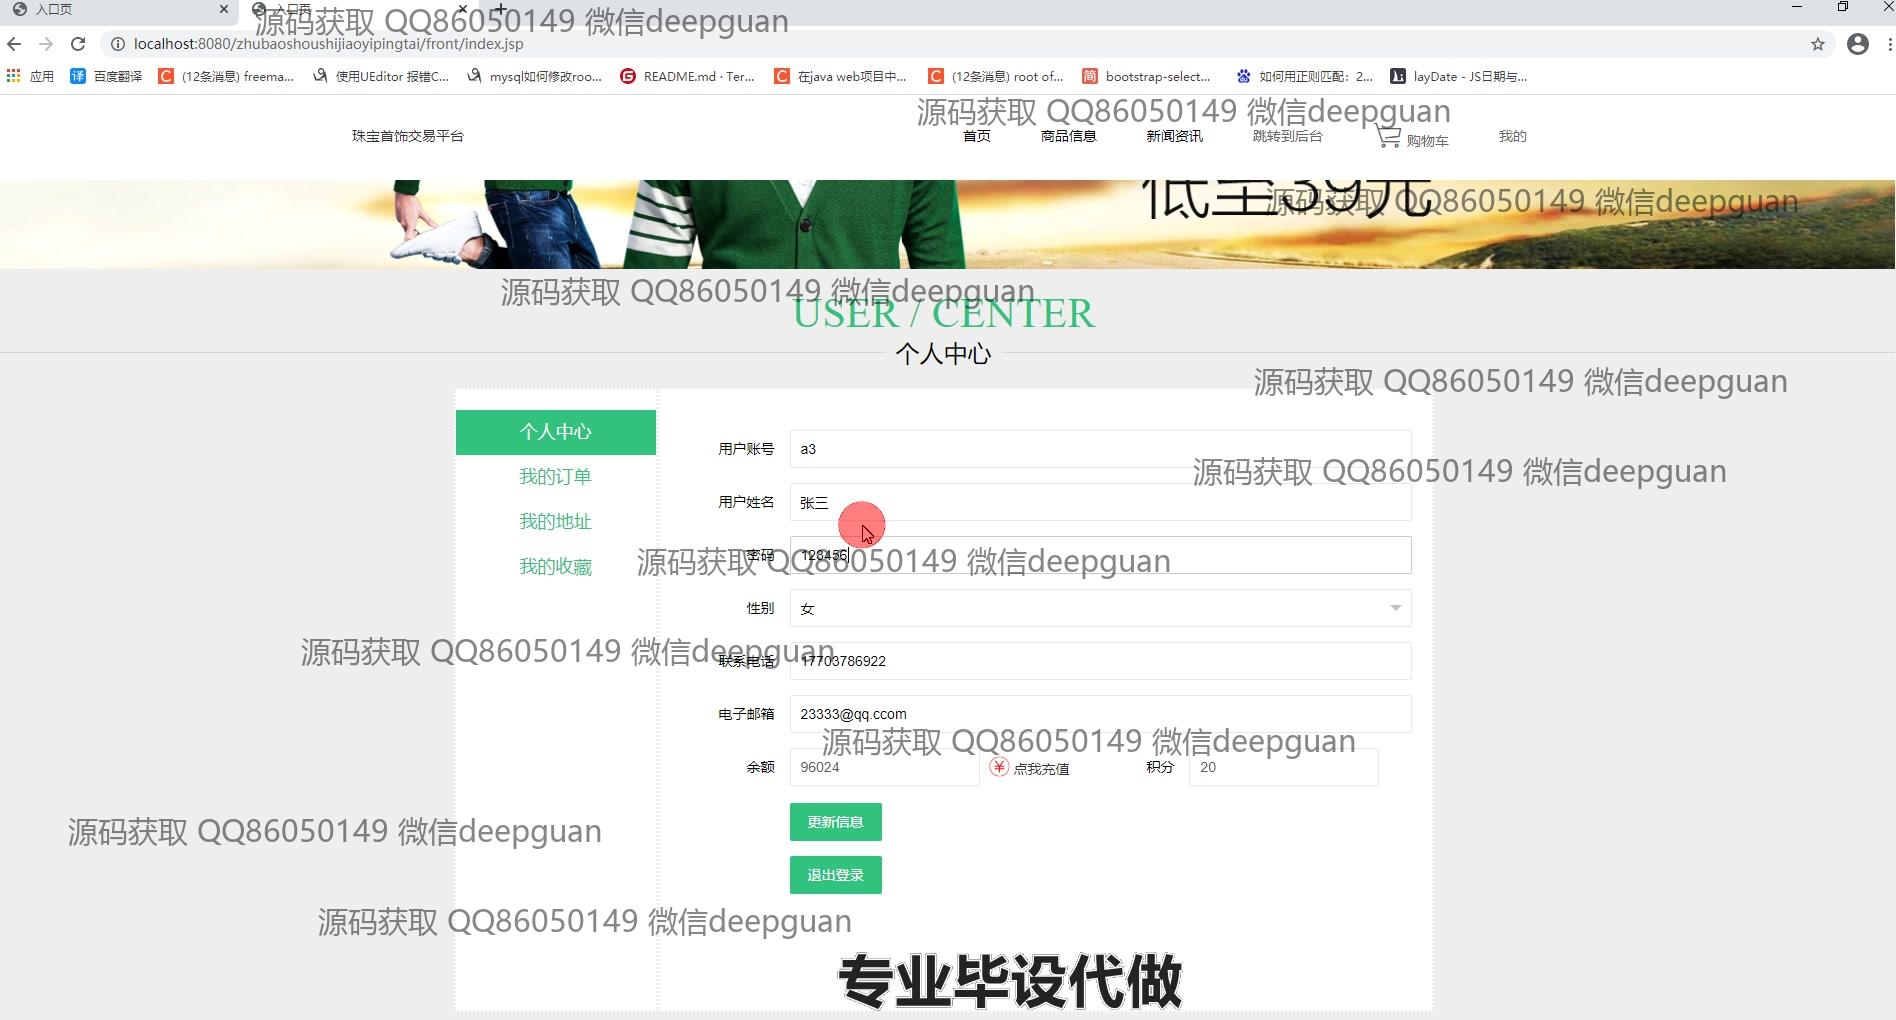 入口页
入口页
源码获取 QQ86050149 微信deepguan
localhost:8080/zhubaoshoushijiaoyipingtai/front/index.jsp
应用
百度翻译
(12条消息) freema...
使用UEditor 报错C...
mysql如何修改roo...
README.md · Ter...
在java web项目中...
(12条消息) root of...
bootstrap-select...
如何用正则匹配：2...
layDate - JS日期与...
源码获取 QQ86050149 微信deepguan
珠宝首饰交易平台
首页
商品信息
新闻资讯
跳转到后台
购物车
我的
低至39元
源码获取 QQ86050149 微信deepguan
源码获取 QQ86050149 微信deepguan
USER / CENTER
个人中心
源码获取 QQ86050149 微信deepguan
个人中心
我的订单
我的地址
我的收藏
用户账号 a3
源码获取 QQ86050149 微信deepguan
用户姓名 张三
密码 123456
源码获取 QQ86050149 微信deepguan
性别 女
源码获取 QQ86050149 微信deepguan
联系电话 17703786922
电子邮箱 23333@qq.ccom
源码获取 QQ86050149 微信deepguan
余额 96024 点我充值 积分 20
更新信息
源码获取 QQ86050149 微信deepguan
退出登录
源码获取 QQ86050149 微信deepguan
专业毕设代做